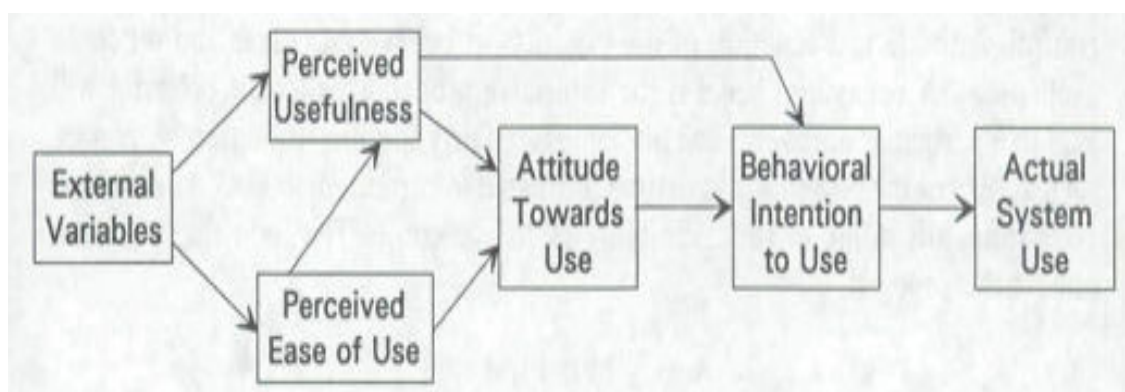 Perceived
Usefulness
External
Variables
Perceived
Ease of Use
Attitude
Towards
Use
Behavioral
Intention
to Use
Actual
System
Use